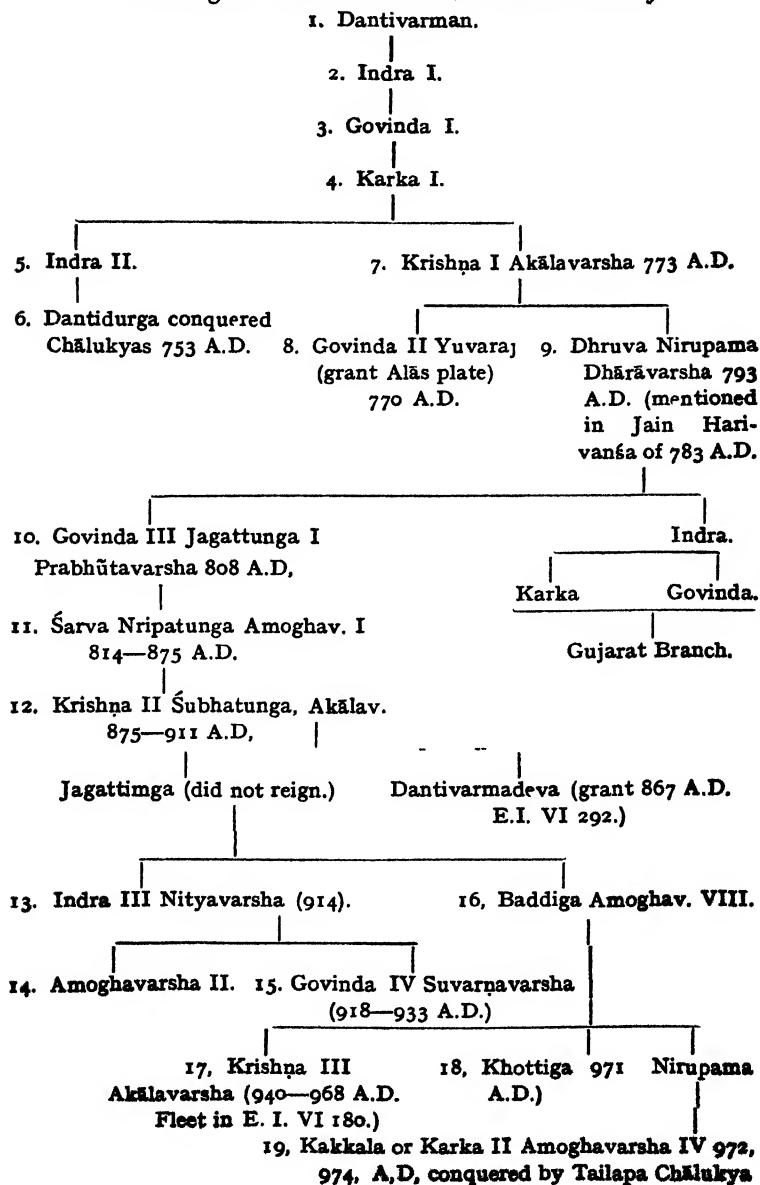 1. Dantivarman.
2. Indra I.
3. Govinda I.
4. Karka I.
5. Indra II.
7. Krishṇa I Akālavarsha 773 A.D.
6. Dantidurga conquered
Chālukyas 753 A.D.
8. Govinda II Yuvaraj
(grant Alās plate)
770 A.D.
9. Dhruva Nirupama
Dhārāvarsha 793
A.D. (mentioned
in Jain Hari-
vanśa of 783 A.D.
10. Govinda III Jagattunga I
Prabhūtavarsha 808 A.D,
Indra.
Karka Govinda.
Gujarat Branch.
11. Śarva Nripatunga Amoghav. I
814—875 A.D.
12. Krishṇa II Śubhatunga, Akālav.
875—911 A.D,
Jagattimga (did not reign.)
Dantivarmadeva (grant 867 A.D.
E.I. VI 292.)
13. Indra III Nityavarsha (914).
16, Baddiga Amoghav. VIII.
14. Amoghavarsha II.
15. Govinda IV Suvarṇavarsha
(918—933 A.D.)
17, Krishṇa III
Akālavarsha (940—968 A.D.
Fleet in E. I. VI 180.)
18, Khottiga 971
A.D.)
Nirupama
19, Kakkala or Karka II Amoghavarsha IV 972,
974, A,D, conquered by Tailapa Chālukya